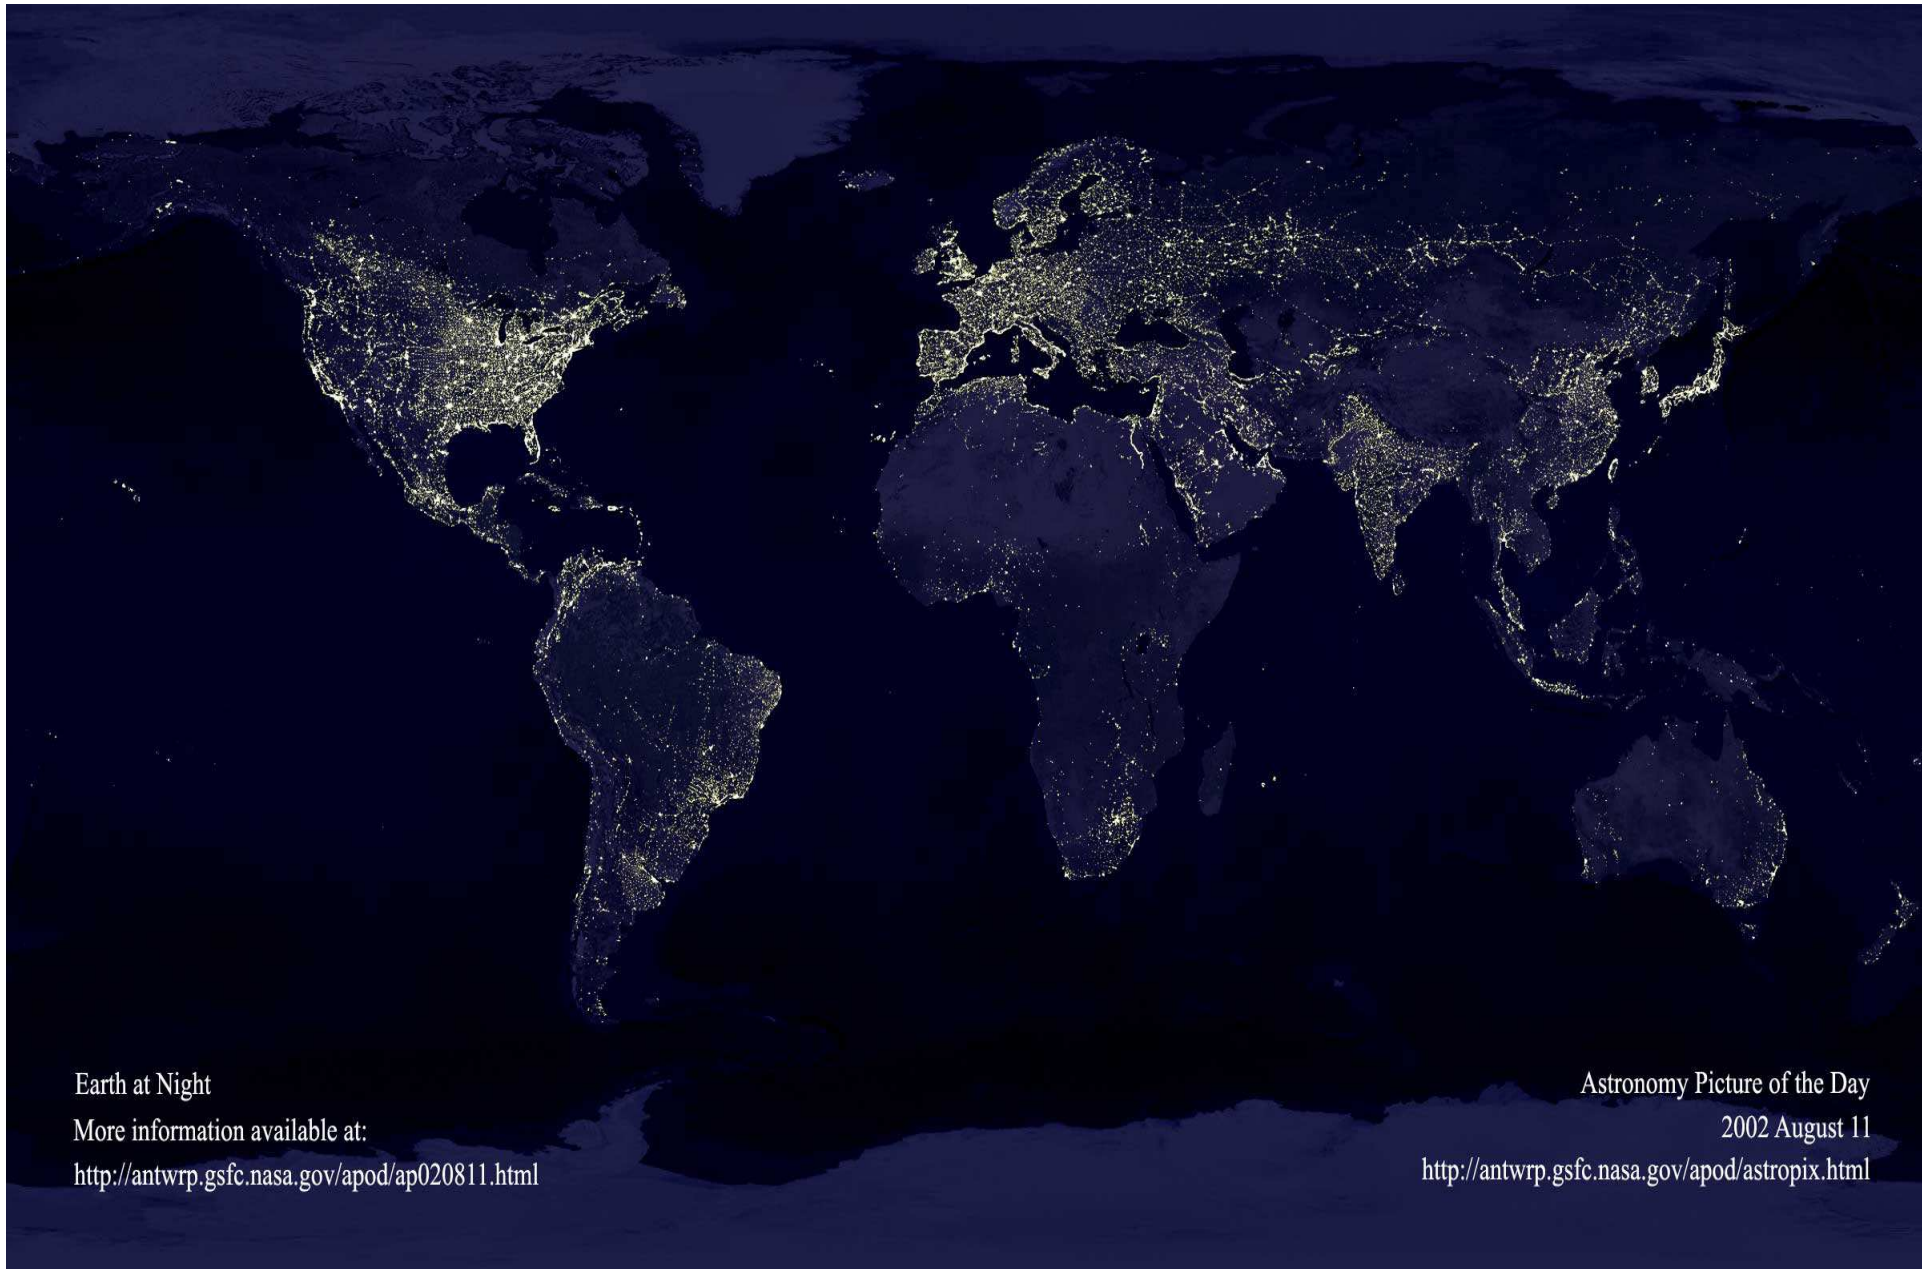 Earth at Night
More information available at:
http://antwrp.gsfc.nasa.gov/apod/ap020811.html
Astronomy Picture of the Day
2002 August 11
http://antwrp.gsfc.nasa.gov/apod/astropix.html